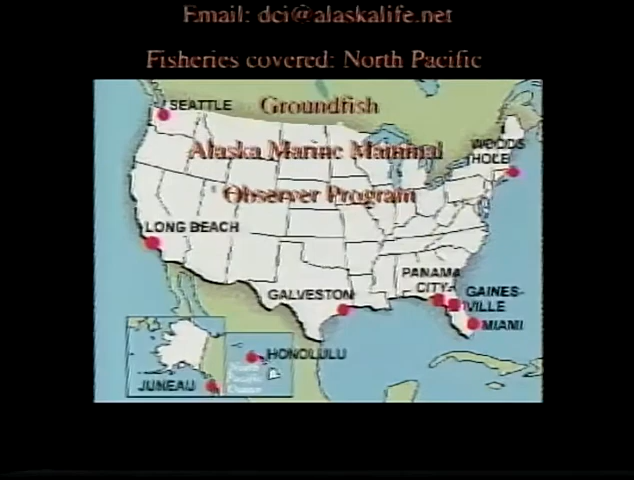 Email: dci@alaskalife.net
Fisheries covered: North Pacific
Groundfish
Alaska Marine Mammal
Observer Program
SEATTLE
WOODS
HOLE
LONG BEACH
PANAMA
CITY
GAINES-
VILLE
GALVESTON
MIAMI
HONOLULU
JUNEAU